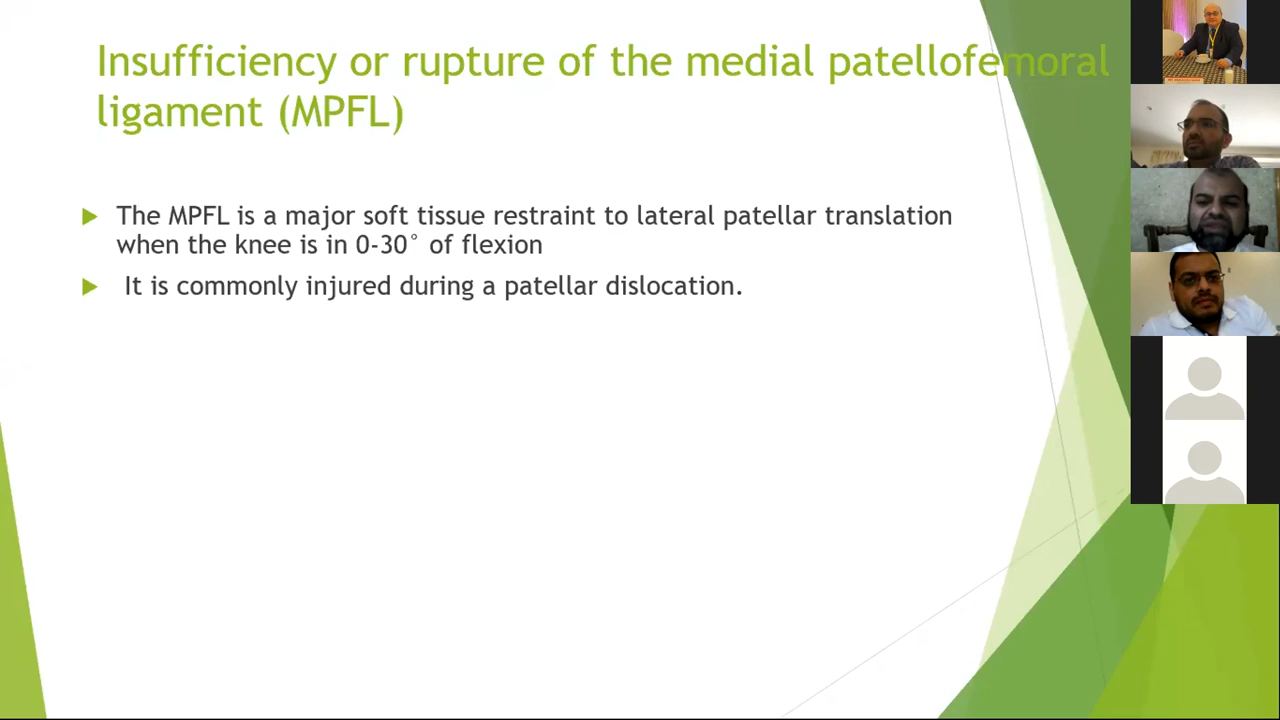 Insufficiency or rupture of the medial patellofemoral
ligament (MPFL)
The MPFL is a major soft tissue restraint to lateral patellar translation
when the knee is in 0-30° of flexion
It is commonly injured during a patellar dislocation.